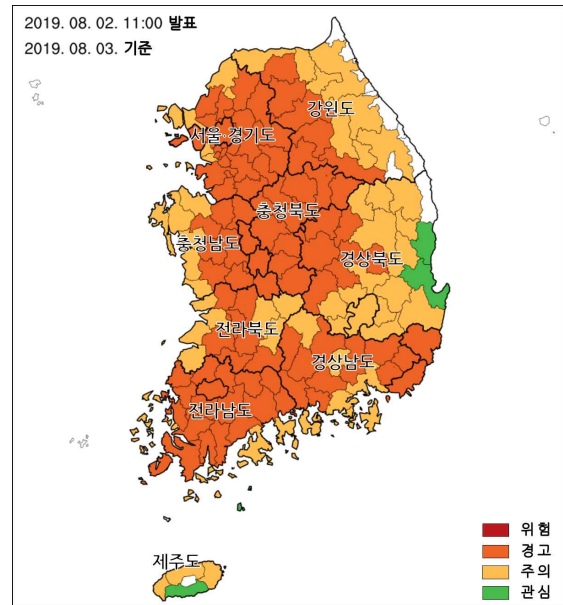 2019. 08. 02. 11:00 발표
2019. 08. 03. 기준
강원도
서울·경기도
충청북도
충청남도
경상북도
전라북도
경상남도
전라남도
제주도
위험
경고
주의
관심